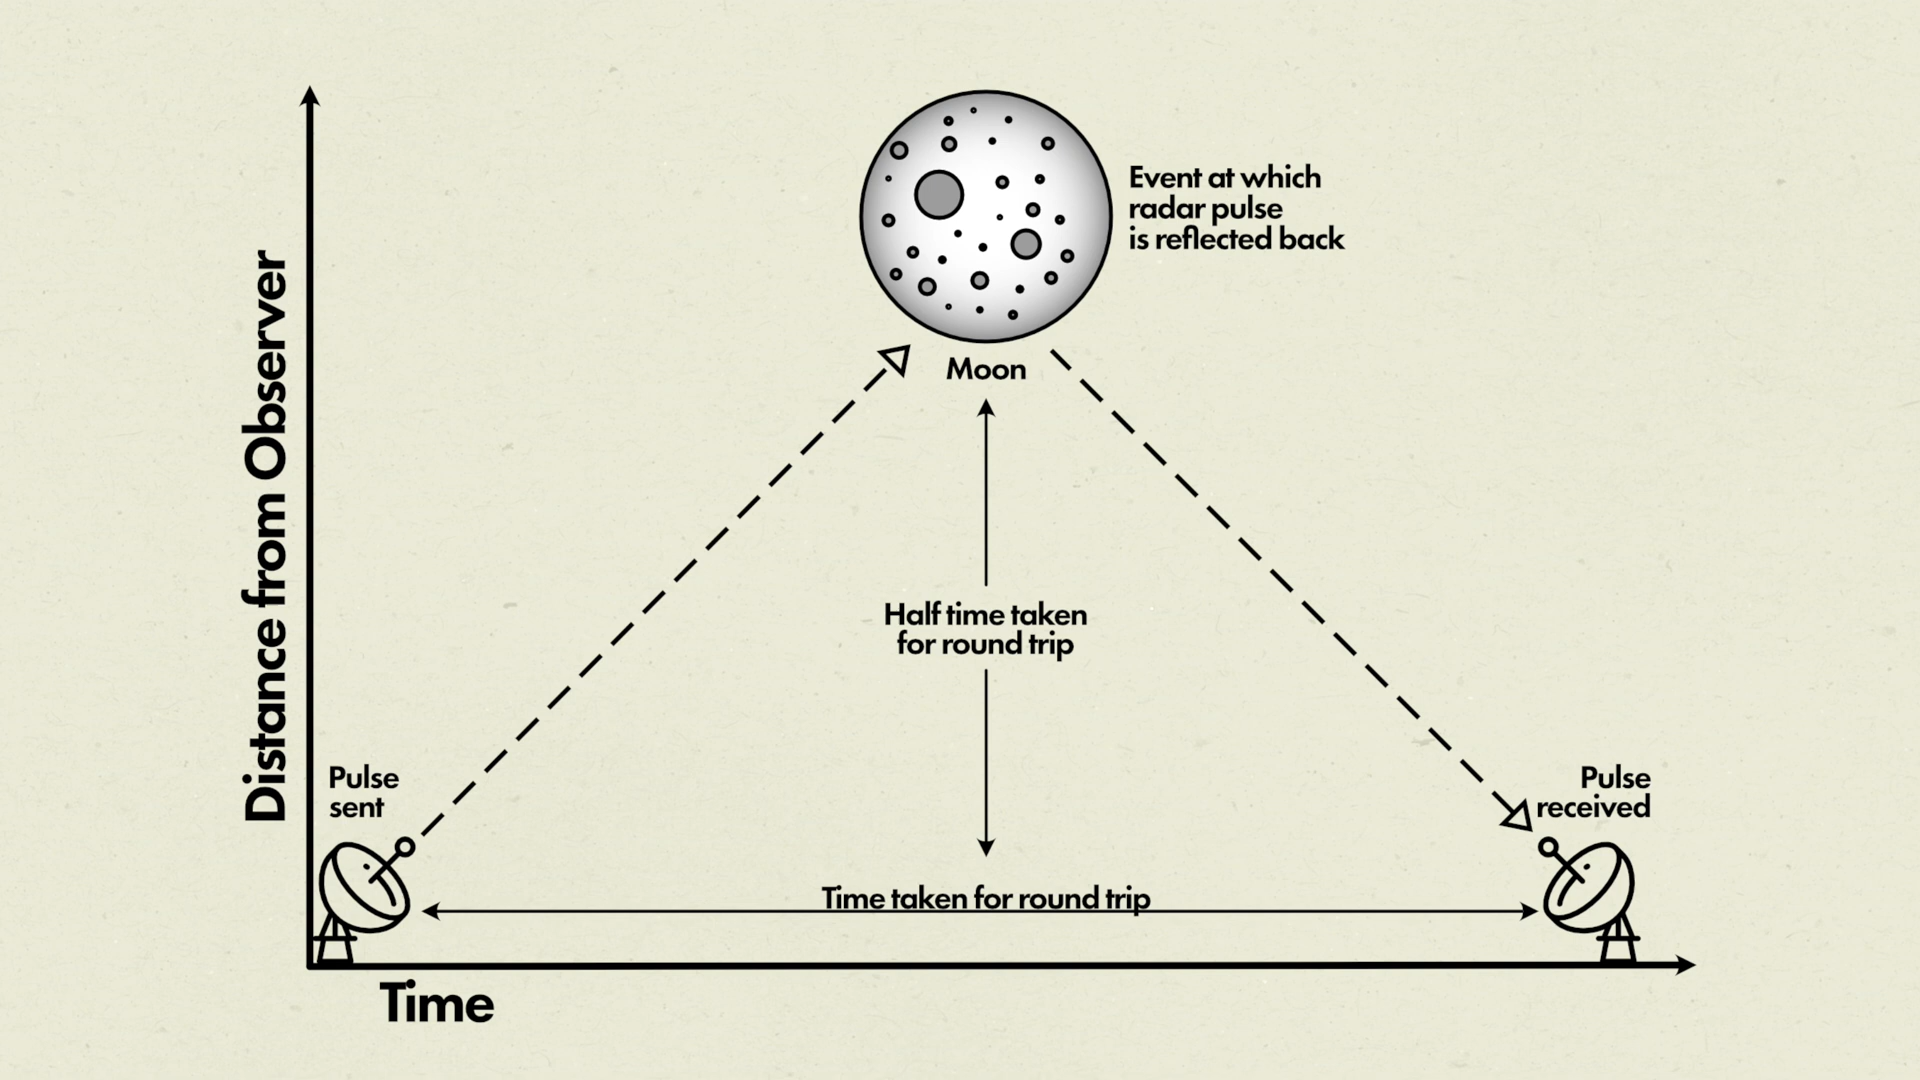 Event at which
radar pulse
is reflected back
Moon
Distance from Observer
Half time taken
for round trip
Pulse
sent
Pulse
received
Time taken for round trip
Time